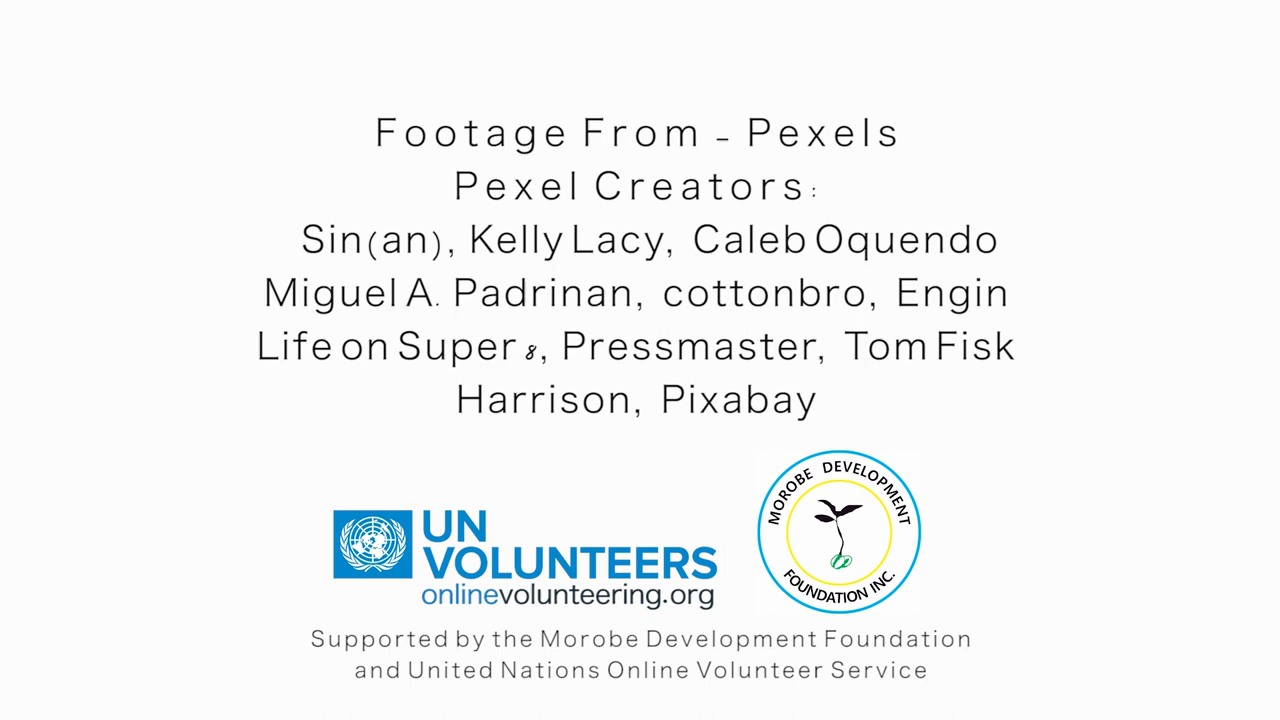 Footage From - Pexels
Pexel Creators:
Sin(an), Kelly Lacy, Caleb Oquendo
Miguel A. Padrinan, cottonbro, Engin
Life on Super 8, Pressmaster, Tom Fisk
Harrison, Pixabay
UN
VOLUNTEERS
onlinevolunteering.org
MOROBE DEVELOPMENT
FOUNDATION INC.
Supported by the Morobe Development Foundation
and United Nations Online Volunteer Service